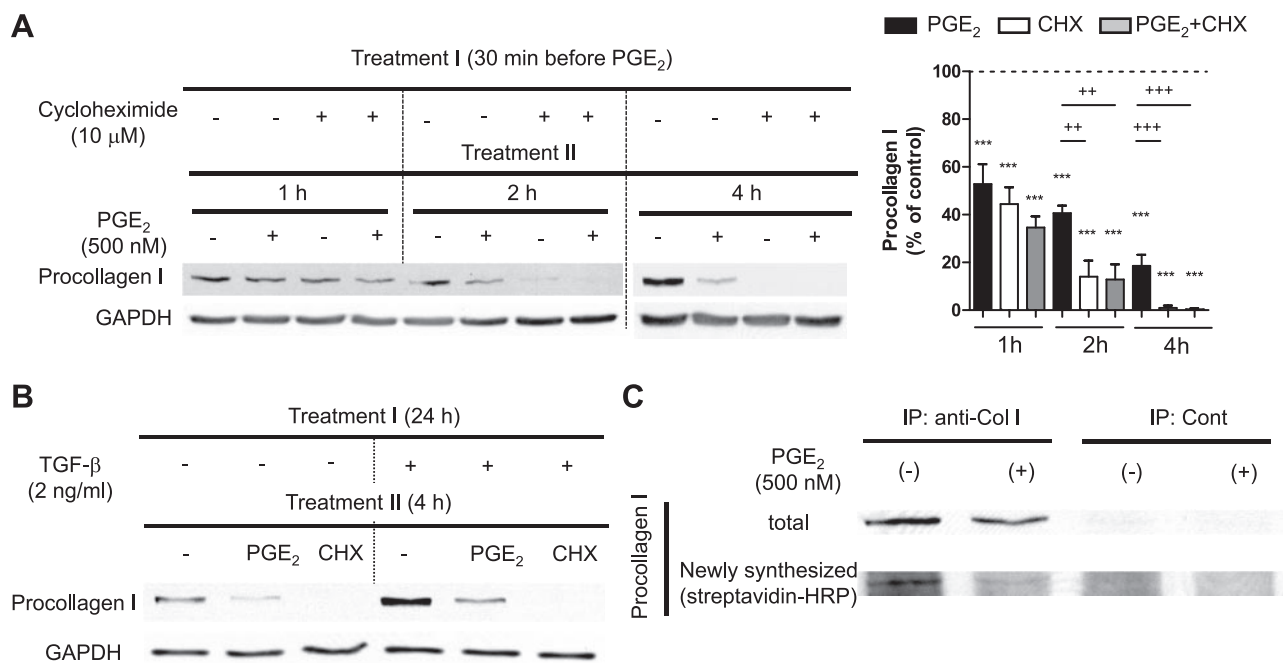 A
Treatment I (30 min before PGE₂)
Cycloheximide
(10 μM)
- - + + - - + + - - + +
Treatment II
1 h 2 h 4 h
PGE₂
(500 nM)
- + - + - + - + - + - +
Procollagen I
GAPDH
PGE₂ CHX PGE₂+CHX
Procollagen I
(% of control)
100
80
60
40
20
0
++ +++
++ +++
*** *** *** *** *** *** *** *** ***
1h 2h 4h
B
Treatment I (24 h)
TGF-β
(2 ng/ml)
- - - + + +
Treatment II (4 h)
- PGE₂ CHX - PGE₂ CHX
Procollagen I
GAPDH
C
IP: anti-Col I IP: Cont
PGE₂
(500 nM)
(-) (+) (-) (+)
Procollagen I
total
Newly synthesized
(streptavidin-HRP)